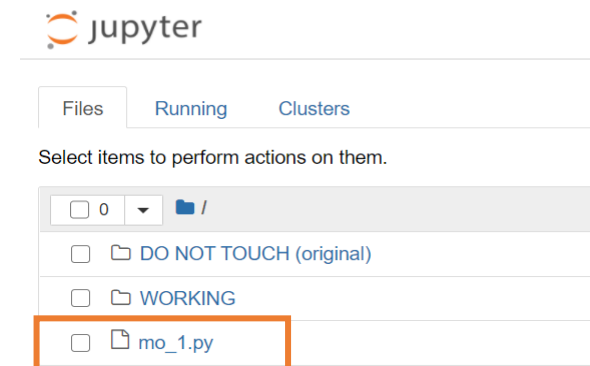 jupyter
Files Running Clusters
Select items to perform actions on them.
0 /
DO NOT TOUCH (original)
WORKING
mo_1.py